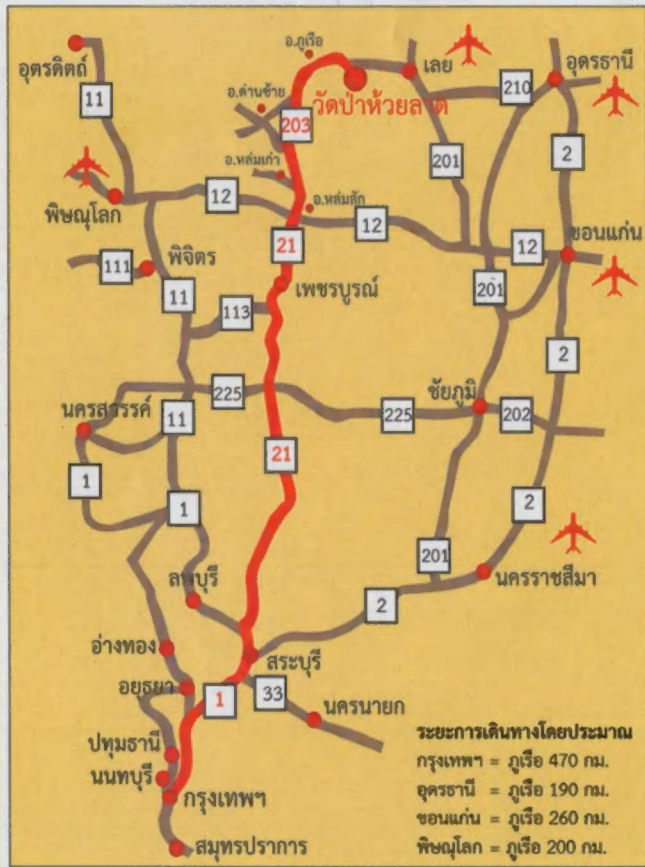 อ.ภูเรือ
อุตรดิตถ์
เลย
อุดรธานี
11
อ.ด่านซ้าย
วัดป่าห้วยลาด
210
203
2
201
อ.หล่มเก่า
พิษณุโลก
12
อ.หล่มสัก
12
12
ขอนแก่น
21
111
พิจิตร
11
เพชรบูรณ์
201
113
2
225
ชัยภูมิ
นครสวรรค์
11
225
202
21
1
1
2
201
ลพบุรี
นครราชสีมา
2
อ่างทอง
สระบุรี
อยุธยา
1
33
นครนายก
ปทุมธานี
นนทบุรี
กรุงเทพฯ
สมุทรปราการ
ระยะการเดินทางโดยประมาณ
กรุงเทพฯ = ภูเรือ 470 กม.
อุดรธานี = ภูเรือ 190 กม.
ขอนแก่น = ภูเรือ 260 กม.
พิษณุโลก = ภูเรือ 200 กม.